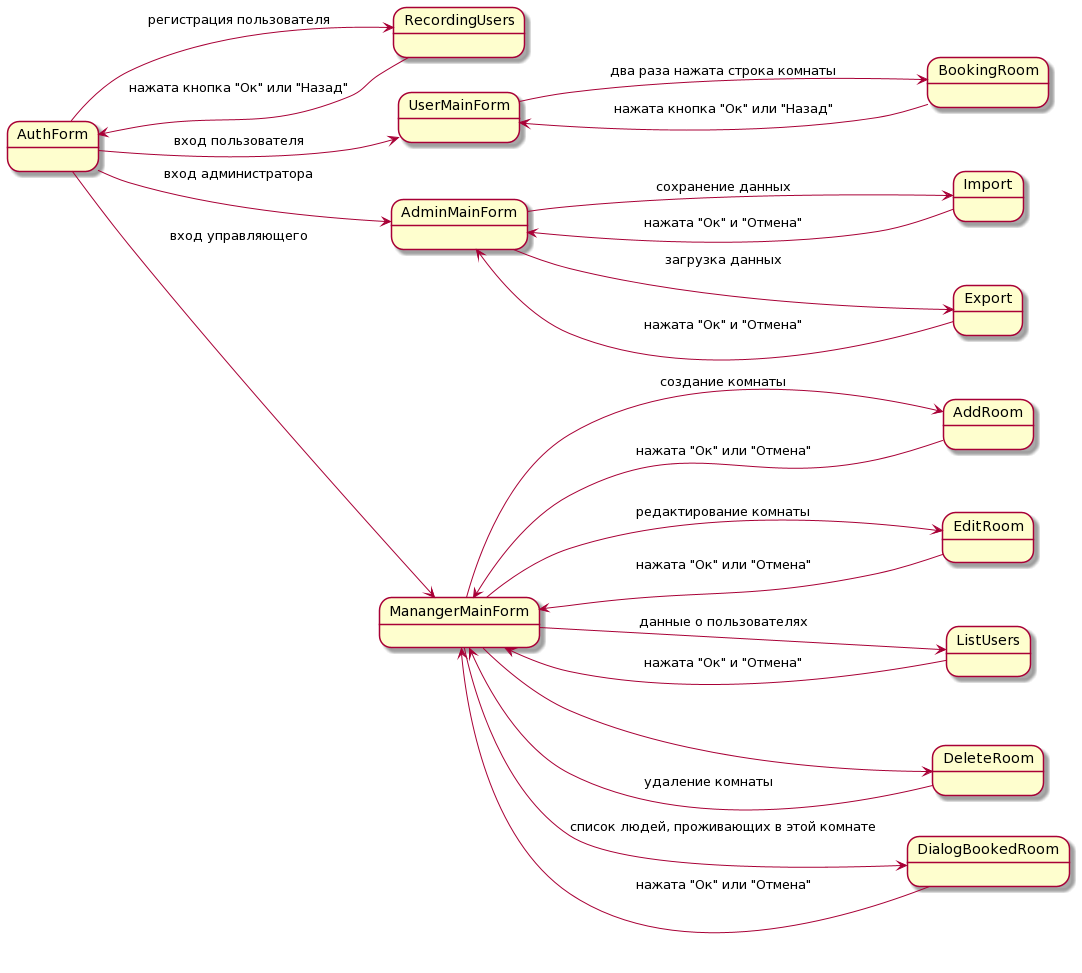 регистрация пользователя
RecordingUsers
нажата кнопка "Ок" или "Назад"
AuthForm
вход пользователя
вход администратора
вход управляющего
UserMainForm
два раза нажата строка комнаты
BookingRoom
нажата кнопка "Ок" или "Назад"
AdminMainForm
сохранение данных
Import
нажата "Ок" и "Отмена"
загрузка данных
Export
нажата "Ок" и "Отмена"
создание комнаты
AddRoom
нажата "Ок" или "Отмена"
редактирование комнаты
EditRoom
нажата "Ок" или "Отмена"
ManangerMainForm
данные о пользователях
ListUsers
нажата "Ок" и "Отмена"
DeleteRoom
удаление комнаты
список людей, проживающих в этой комнате
DialogBookedRoom
нажата "Ок" или "Отмена"